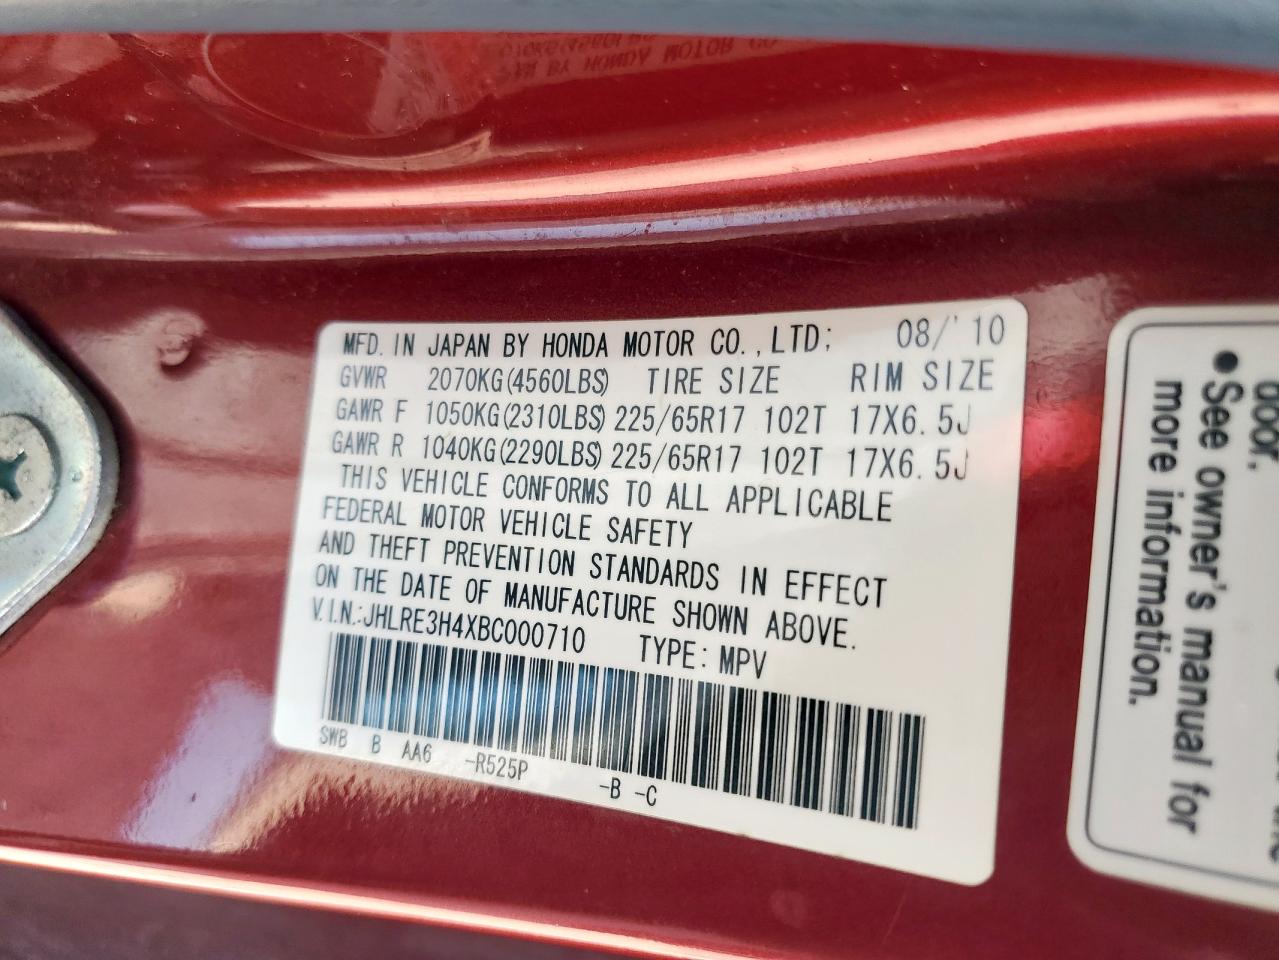 MFD. IN JAPAN BY HONDA MOTOR CO., LTD; 08/'10
GVWR 2070KG(4560LBS) TIRE SIZE RIM SIZE
GAWR F 1050KG(2310LBS) 225/65R17 102T 17X6.5J
GAWR R 1040KG(2290LBS) 225/65R17 102T 17X6.5J
THIS VEHICLE CONFORMS TO ALL APPLICABLE
FEDERAL MOTOR VEHICLE SAFETY
AND THEFT PREVENTION STANDARDS IN EFFECT
ON THE DATE OF MANUFACTURE SHOWN ABOVE.
V.I.N.:JHLRE3H4XBC000710 TYPE: MPV
SWB B AA6 -R525P -B -C
door.
●See owner's manual for
more information.